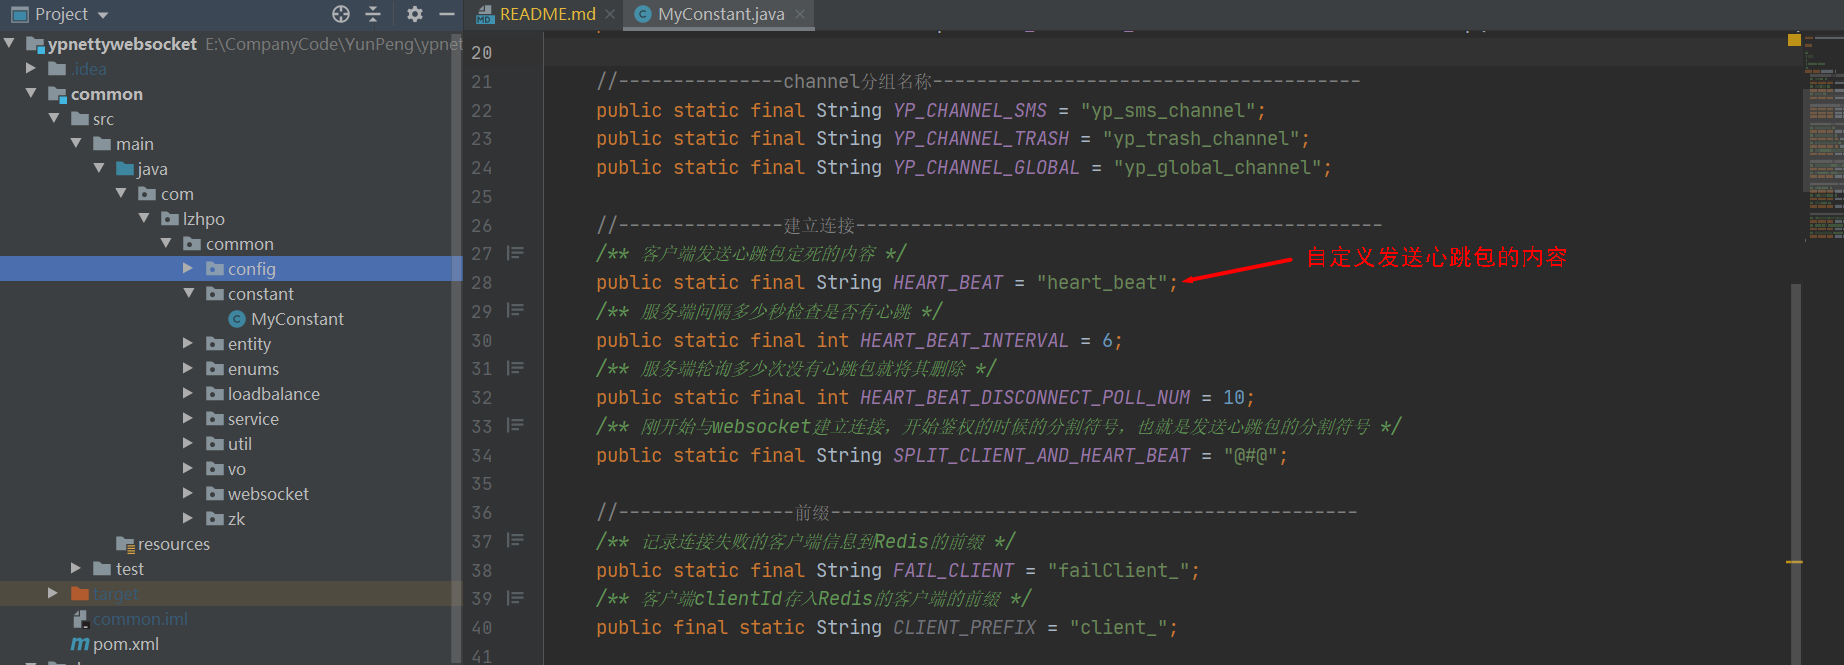 Project
README.md
MyConstant.java
ypnettywebsocket E:\CompanyCode\YunPeng\ypnet
.idea
common
src
main
java
com
lzhpo
common
config
constant
MyConstant
entity
enums
loadbalance
service
util
vo
websocket
zk
resources
test
target
common.iml
pom.xml
20
21 //---------------channel分组名称---------------------------------------
22 public static final String YP_CHANNEL_SMS = "yp_sms_channel";
23 public static final String YP_CHANNEL_TRASH = "yp_trash_channel";
24 public static final String YP_CHANNEL_GLOBAL = "yp_global_channel";
25
26 //---------------建立连接------------------------------------------------
27 /** 客户端发送心跳包定死的内容 */
28 public static final String HEART_BEAT = "heart_beat";
自定义发送心跳包的内容
29 /** 服务端间隔多少秒检查是否有心跳 */
30 public static final int HEART_BEAT_INTERVAL = 6;
31 /** 服务端轮询多少次没有心跳包就将其删除 */
32 public static final int HEART_BEAT_DISCONNECT_POLL_NUM = 10;
33 /** 刚开始与websocket建立连接，开始鉴权的时候的分割符号，也就是发送心跳包的分割符号 */
34 public static final String SPLIT_CLIENT_AND_HEART_BEAT = "@#@";
35
36 //----------------前缀------------------------------------------------
37 /** 记录连接失败的客户端信息到Redis的前缀 */
38 public static final String FAIL_CLIENT = "failClient_";
39 /** 客户端clientId存入Redis的客户端的前缀 */
40 public final static String CLIENT_PREFIX = "client_";
41